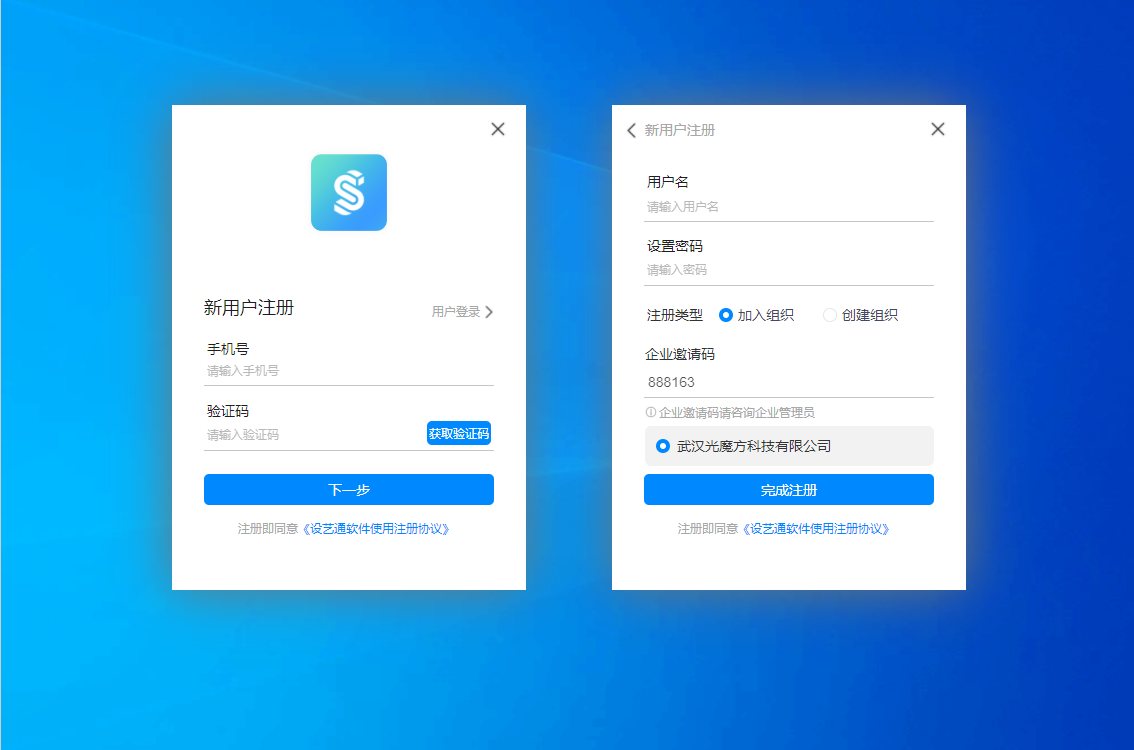 新用户注册
用户登录
手机号
请输入手机号
验证码
请输入验证码
获取验证码
下一步
注册即同意《设艺通软件使用注册协议》
新用户注册
用户名
请输入用户名
设置密码
请输入密码
注册类型 加入组织 创建组织
企业邀请码
888163
企业邀请码请咨询企业管理员
武汉光魔方科技有限公司
完成注册
注册即同意《设艺通软件使用注册协议》